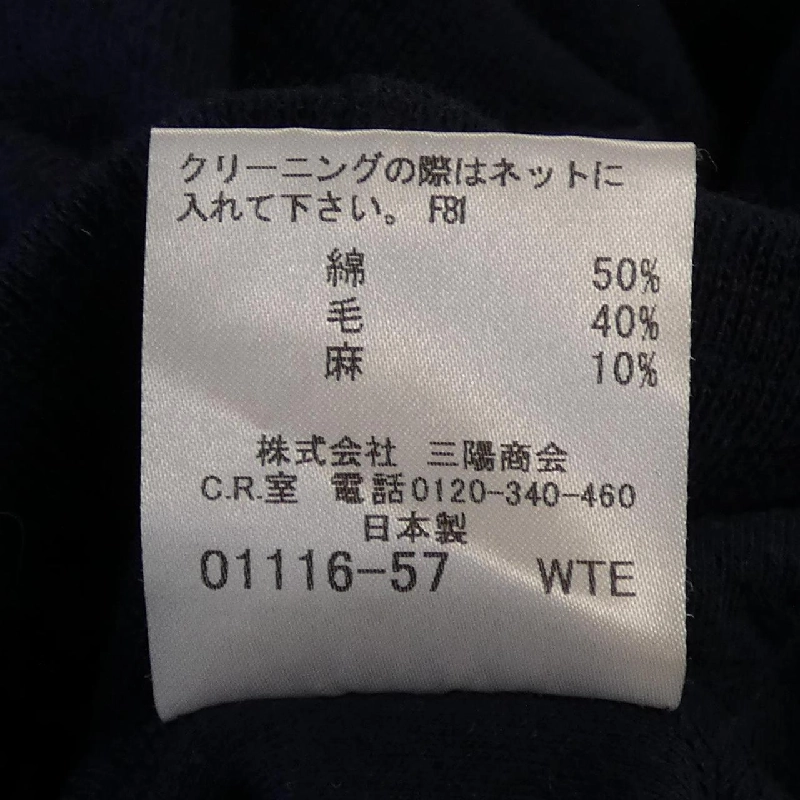 クリーニングの際はネットに
入れて下さい。 F81
綿 50%
毛 40%
麻 10%
株式会社 三陽商会
C.R.室 電話0120-340-460
日本製
01116-57 WTE